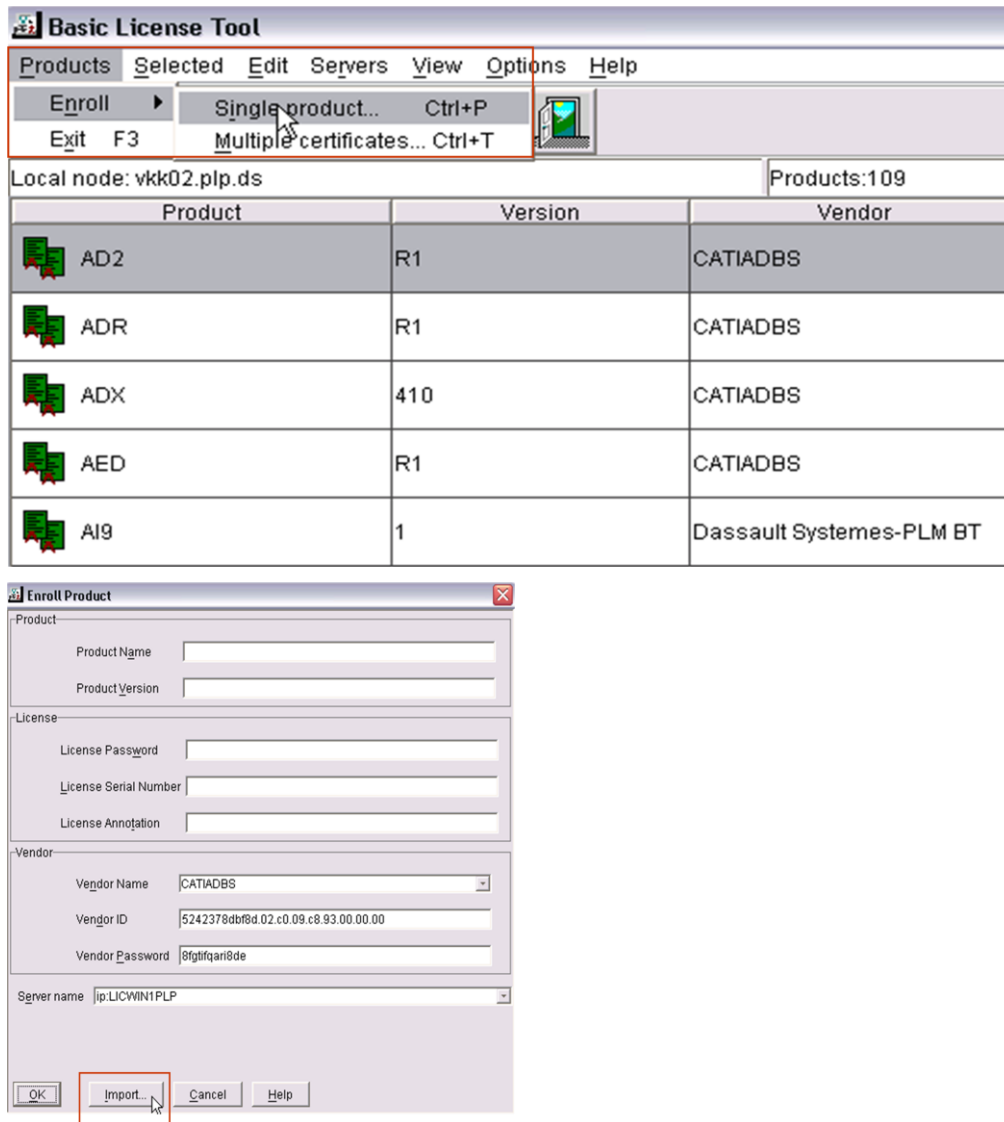 Basic License Tool
Products Selected Edit Servers View Options Help
Enroll Single product... Ctrl+P
Exit F3 Multiple certificates... Ctrl+T
Local node: vkk02.plp.ds Products:109
Product Version Vendor
AD2 R1 CATIADBS
ADR R1 CATIADBS
ADX 410 CATIADBS
AED R1 CATIADBS
AI9 1 Dassault Systemes-PLM BT
Enroll Product
Product
Product Name
Product Version
License
License Password
License Serial Number
License Annotation
Vendor
Vendor Name CATIADBS
Vendor ID 5242378dbf8d.02.c0.09.c8.93.00.00.00
Vendor Password 8fgtifqari8de
Server name ip:LICWIN1PLP
OK Import... Cancel Help